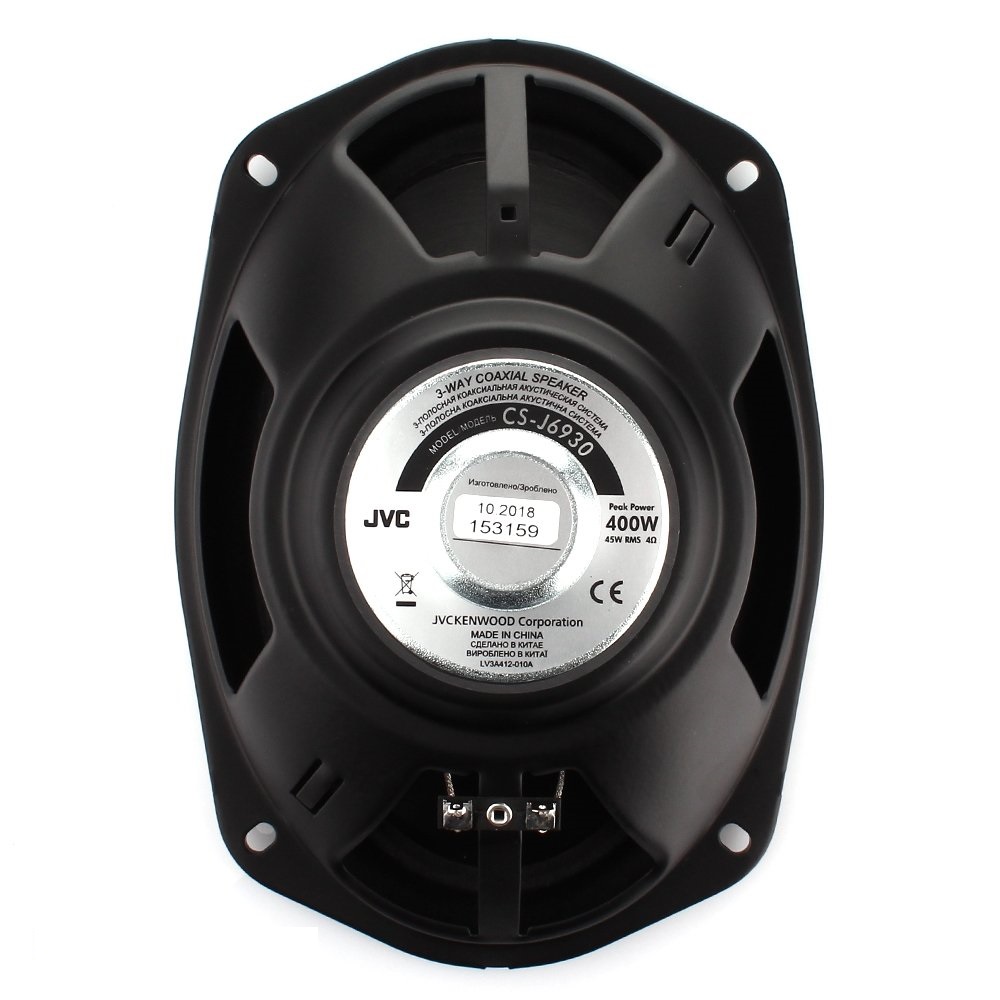 3-WAY COAXIAL SPEAKER
3-ПОЛОСНАЯ КОАКСИАЛЬНАЯ АКУСТИЧЕСКАЯ СИСТЕМА
3-ПОЛОСНА КОАКСІАЛЬНА АКУСТИЧНА СИСТЕМА
MODEL МОДЕЛЬ CS-J6930
Изготовлено/Зроблено
10 2018
153159
JVC
Peak Power
400W
45W RMS 4Ω
CE
JVCKENWOOD Corporation
MADE IN CHINA
СДЕЛАНО В КИТАЕ
ВИРОБЛЕНО В КИТАЇ
LV3A412-010A